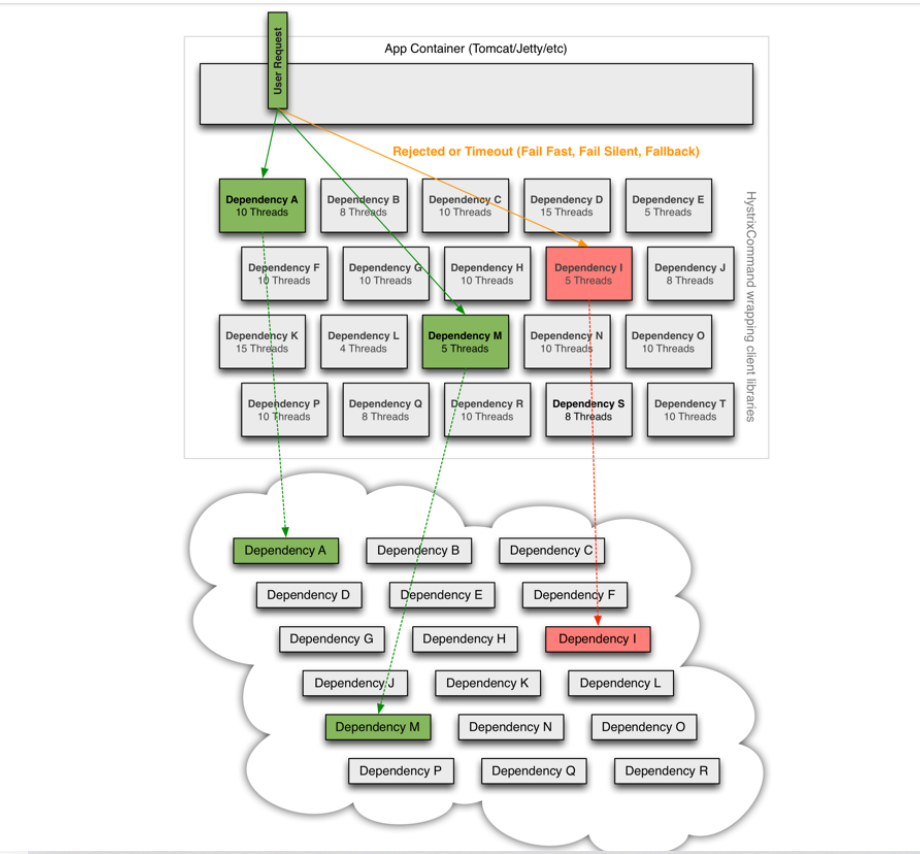 App Container (Tomcat/Jetty/etc)
User Request
Rejected or Timeout (Fail Fast, Fail Silent, Fallback)
Dependency A
10 Threads
Dependency B
8 Threads
Dependency C
10 Threads
Dependency D
15 Threads
Dependency E
5 Threads
Dependency F
10 Threads
Dependency G
10 Threads
Dependency H
10 Threads
Dependency I
5 Threads
Dependency J
8 Threads
Dependency K
15 Threads
Dependency L
4 Threads
Dependency M
5 Threads
Dependency N
10 Threads
Dependency O
10 Threads
Dependency P
10 Threads
Dependency Q
8 Threads
Dependency R
10 Threads
Dependency S
8 Threads
Dependency T
10 Threads
HystrixCommand wrapping client libraries
Dependency A
Dependency B
Dependency C
Dependency D
Dependency E
Dependency F
Dependency G
Dependency H
Dependency I
Dependency J
Dependency K
Dependency L
Dependency M
Dependency N
Dependency O
Dependency P
Dependency Q
Dependency R